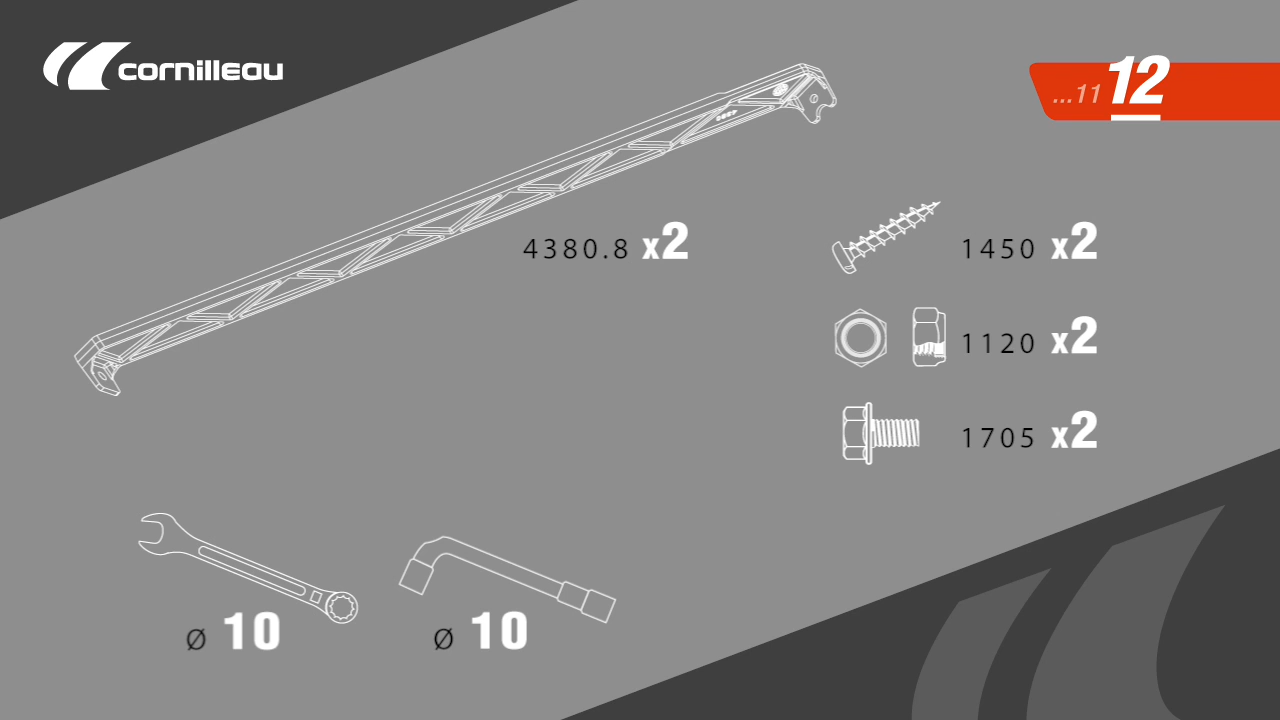 cornilleau
...11 12
4380.8 x2
1450 x2
1120 x2
1705 x2
Ø 10
Ø 10